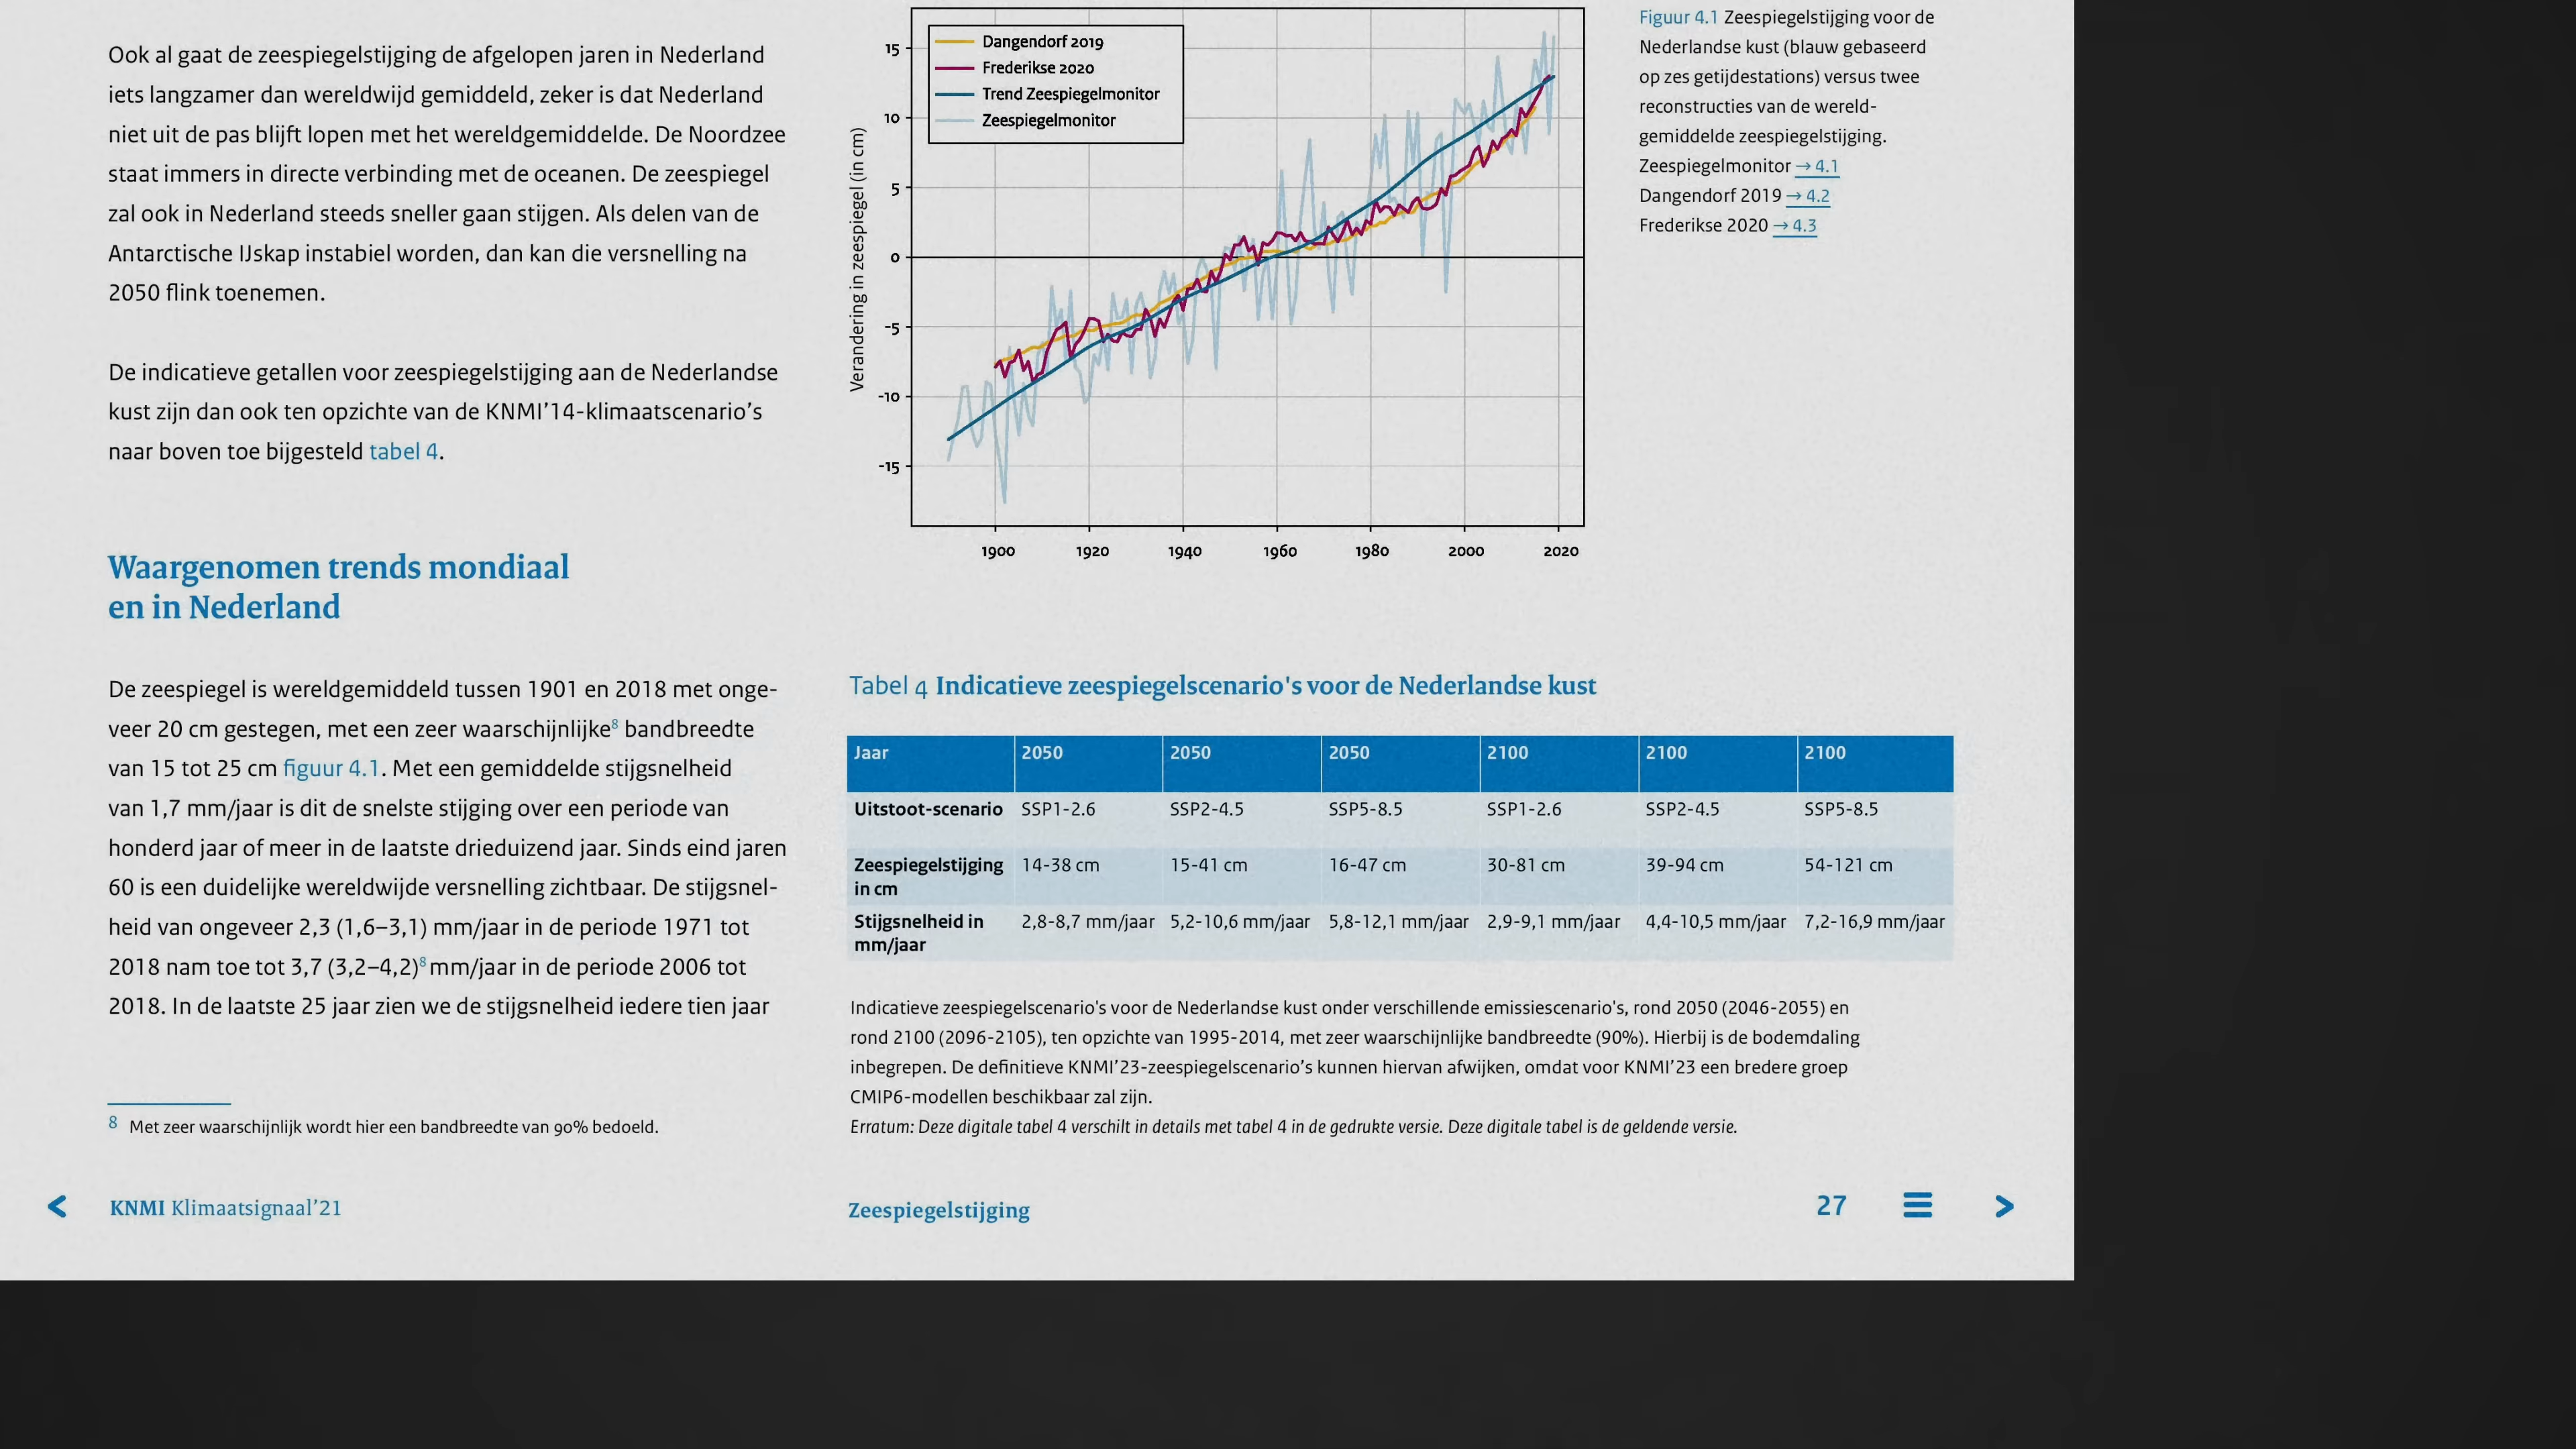 Ook al gaat de zeespiegelstijging de afgelopen jaren in Nederland
iets langzamer dan wereldwijd gemiddeld, zeker is dat Nederland
niet uit de pas blijft lopen met het wereldgemiddelde. De Noordzee
staat immers in directe verbinding met de oceanen. De zeespiegel
zal ook in Nederland steeds sneller gaan stijgen. Als delen van de
Antarctische IJskap instabiel worden, dan kan die versnelling na
2050 flink toenemen.
De indicatieve getallen voor zeespiegelstijging aan de Nederlandse
kust zijn dan ook ten opzichte van de KNMI’14-klimaatscenario’s
naar boven toe bijgesteld tabel 4.
Waargenomen trends mondiaal
en in Nederland
De zeespiegel is wereldgemiddeld tussen 1901 en 2018 met onge-
veer 20 cm gestegen, met een zeer waarschijnlijke⁸ bandbreedte
van 15 tot 25 cm figuur 4.1. Met een gemiddelde stijgsnelheid
van 1,7 mm/jaar is dit de snelste stijging over een periode van
honderd jaar of meer in de laatste drieduizend jaar. Sinds eind jaren
60 is een duidelijke wereldwijde versnelling zichtbaar. De stijgsnel-
heid van ongeveer 2,3 (1,6–3,1) mm/jaar in de periode 1971 tot
2018 nam toe tot 3,7 (3,2–4,2)⁸ mm/jaar in de periode 2006 tot
2018. In de laatste 25 jaar zien we de stijgsnelheid iedere tien jaar
8 Met zeer waarschijnlijk wordt hier een bandbreedte van 90% bedoeld.
Verandering in zeespiegel (in cm)
15
10
5
0
-5
-10
-15
Dangendorf 2019
Frederikse 2020
Trend Zeespiegelmonitor
Zeespiegelmonitor
1900 1920 1940 1960 1980 2000 2020
Figuur 4.1 Zeespiegelstijging voor de
Nederlandse kust (blauw gebaseerd
op zes getijdestations) versus twee
reconstructies van de wereld-
gemiddelde zeespiegelstijging.
Zeespiegelmonitor → 4.1
Dangendorf 2019 → 4.2
Frederikse 2020 → 4.3
Tabel 4 Indicatieve zeespiegelscenario's voor de Nederlandse kust
Jaar 2050 2050 2050 2100 2100 2100
Uitstoot-scenario SSP1-2.6 SSP2-4.5 SSP5-8.5 SSP1-2.6 SSP2-4.5 SSP5-8.5
Zeespiegelstijging 14-38 cm 15-41 cm 16-47 cm 30-81 cm 39-94 cm 54-121 cm
in cm
Stijgsnelheid in 2,8-8,7 mm/jaar 5,2-10,6 mm/jaar 5,8-12,1 mm/jaar 2,9-9,1 mm/jaar 4,4-10,5 mm/jaar 7,2-16,9 mm/jaar
mm/jaar
Indicatieve zeespiegelscenario's voor de Nederlandse kust onder verschillende emissiescenario's, rond 2050 (2046-2055) en
rond 2100 (2096-2105), ten opzichte van 1995-2014, met zeer waarschijnlijke bandbreedte (90%). Hierbij is de bodemdaling
inbegrepen. De definitieve KNMI’23-zeespiegelscenario’s kunnen hiervan afwijken, omdat voor KNMI’23 een bredere groep
CMIP6-modellen beschikbaar zal zijn.
Erratum: Deze digitale tabel 4 verschilt in details met tabel 4 in de gedrukte versie. Deze digitale tabel is de geldende versie.
KNMI Klimaatsignaal’21
Zeespiegelstijging
27